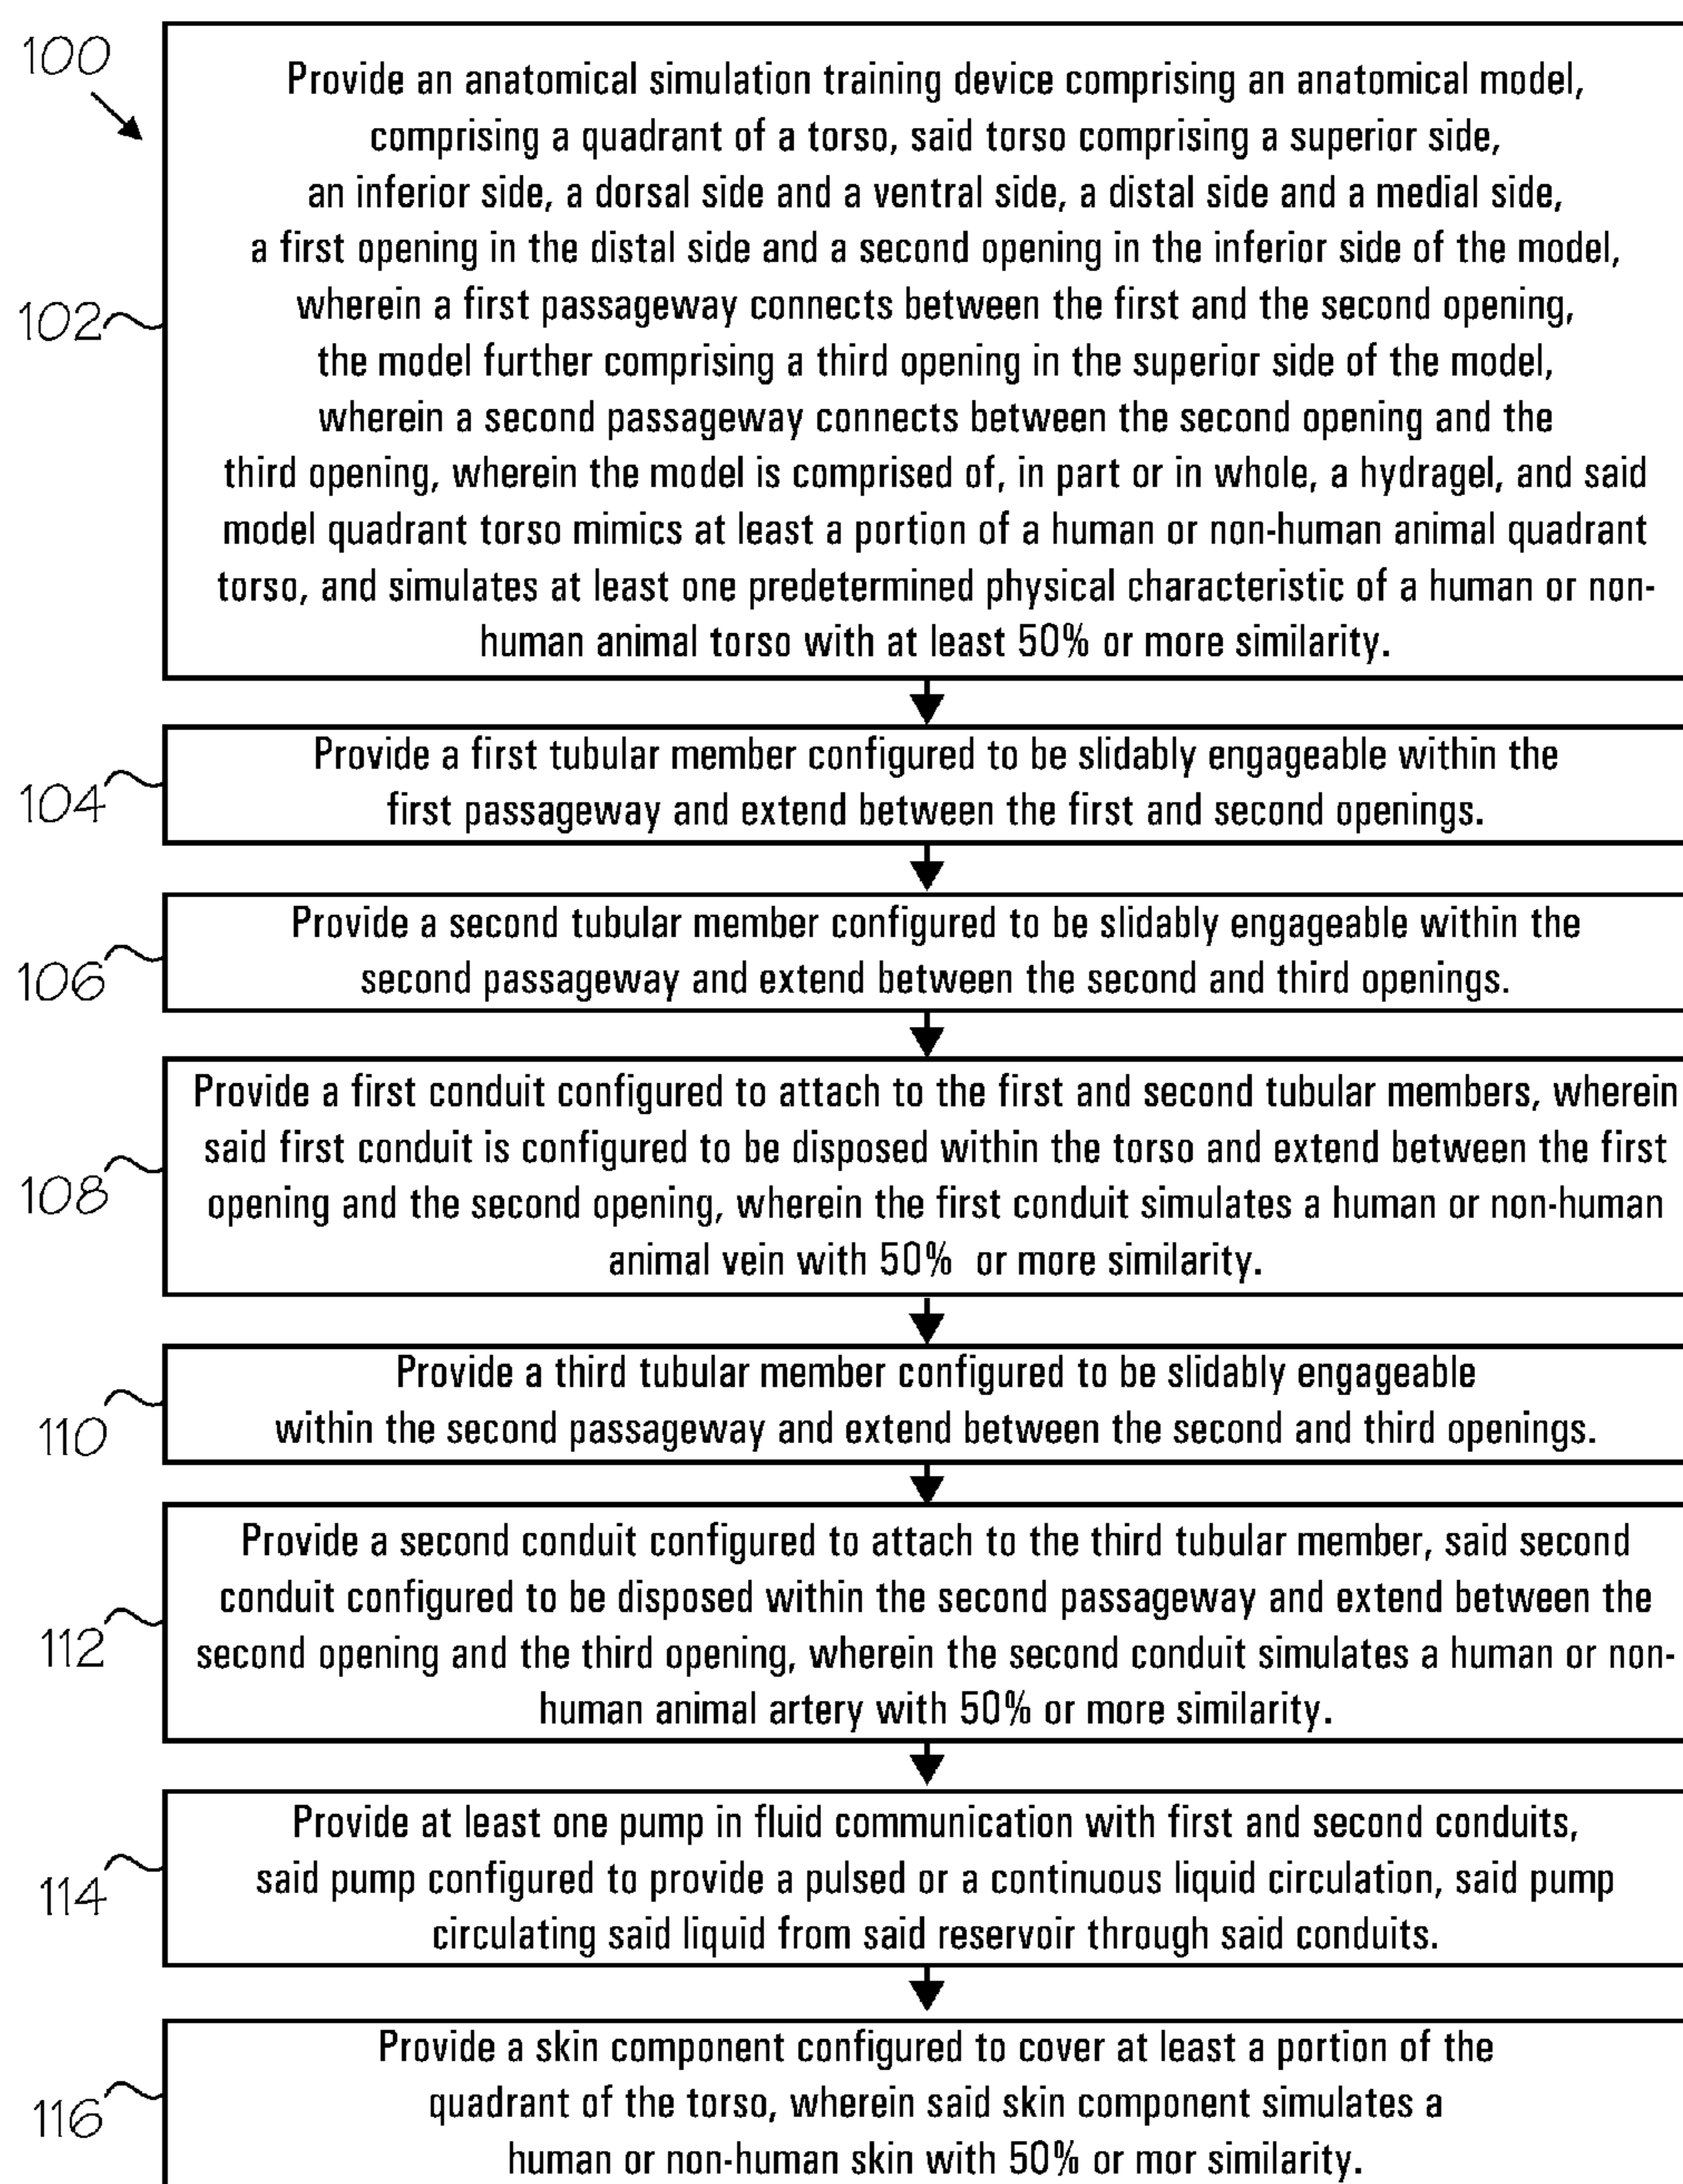 100
Provide an anatomical simulation training device comprising an anatomical model,
comprising a quadrant of a torso, said torso comprising a superior side,
an inferior side, a dorsal side and a ventral side, a distal side and a medial side,
a first opening in the distal side and a second opening in the inferior side of the model,
102
wherein a first passageway connects between the first and the second opening,
the model further comprising a third opening in the superior side of the model,
wherein a second passageway connects between the second opening and the
third opening, wherein the model is comprised of, in part or in whole, a hydragel, and said
model quadrant torso mimics at least a portion of a human or non-human animal quadrant
torso, and simulates at least one predetermined physical characteristic of a human or non-
human animal torso with at least 50% or more similarity.
104
Provide a first tubular member configured to be slidably engageable within the
first passageway and extend between the first and second openings.
106
Provide a second tubular member configured to be slidably engageable within the
second passageway and extend between the second and third openings.
108
Provide a first conduit configured to attach to the first and second tubular members, wherein
said first conduit is configured to be disposed within the torso and extend between the first
opening and the second opening, wherein the first conduit simulates a human or non-human
animal vein with 50% or more similarity.
110
Provide a third tubular member configured to be slidably engageable
within the second passageway and extend between the second and third openings.
112
Provide a second conduit configured to attach to the third tubular member, said second
conduit configured to be disposed within the second passageway and extend between the
second opening and the third opening, wherein the second conduit simulates a human or non-
human animal artery with 50% or more similarity.
114
Provide at least one pump in fluid communication with first and second conduits,
said pump configured to provide a pulsed or a continuous liquid circulation, said pump
circulating said liquid from said reservoir through said conduits.
116
Provide a skin component configured to cover at least a portion of the
quadrant of the torso, wherein said skin component simulates a
human or non-human skin with 50% or mor similarity.